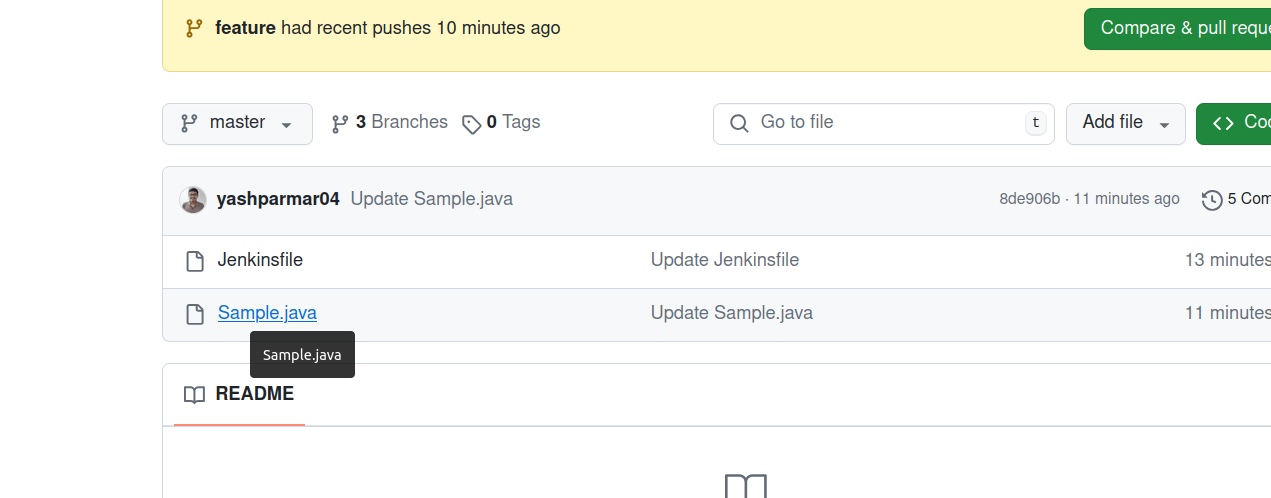 feature had recent pushes 10 minutes ago
Compare & pull reque
master 3 Branches 0 Tags Go to file t Add file Co
yashparmar04 Update Sample.java 8de906b · 11 minutes ago 5 Com
Jenkinsfile Update Jenkinsfile 13 minutes
Sample.java Update Sample.java 11 minutes
Sample.java
README